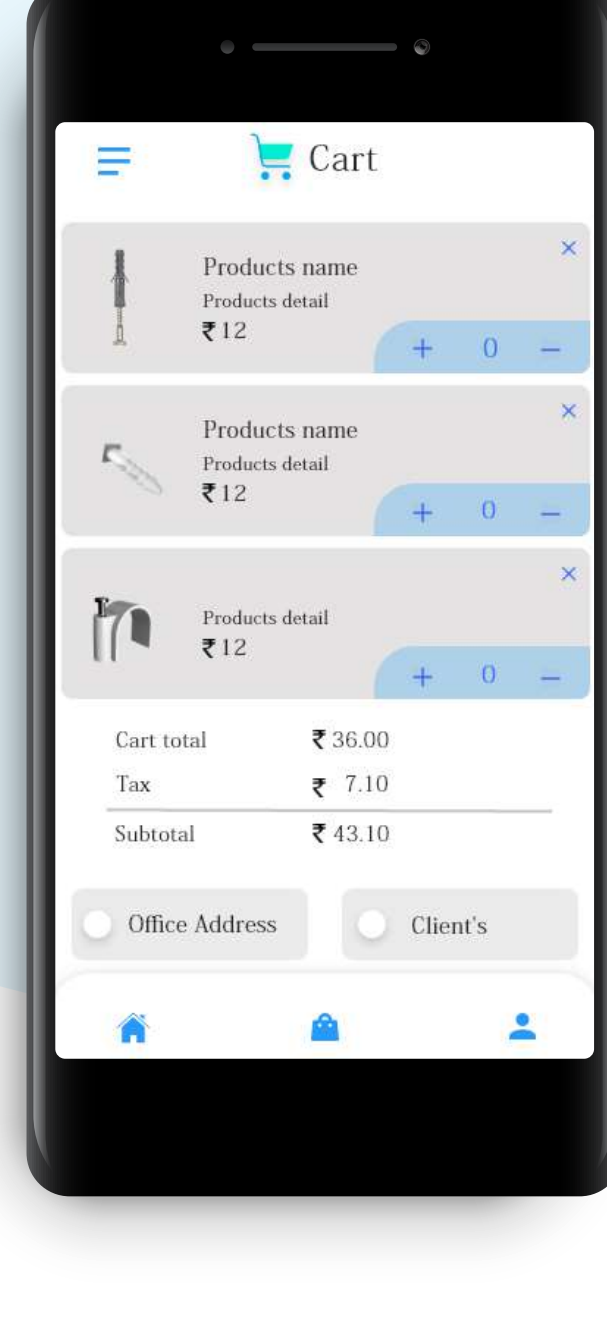 Cart
×
Products name
Products detail
₹ 12
+ 0 −
×
Products name
Products detail
₹ 12
+ 0 −
×
Products detail
₹ 12
+ 0 −
Cart total ₹ 36.00
Tax ₹ 7.10
Subtotal ₹ 43.10
Office Address Client's